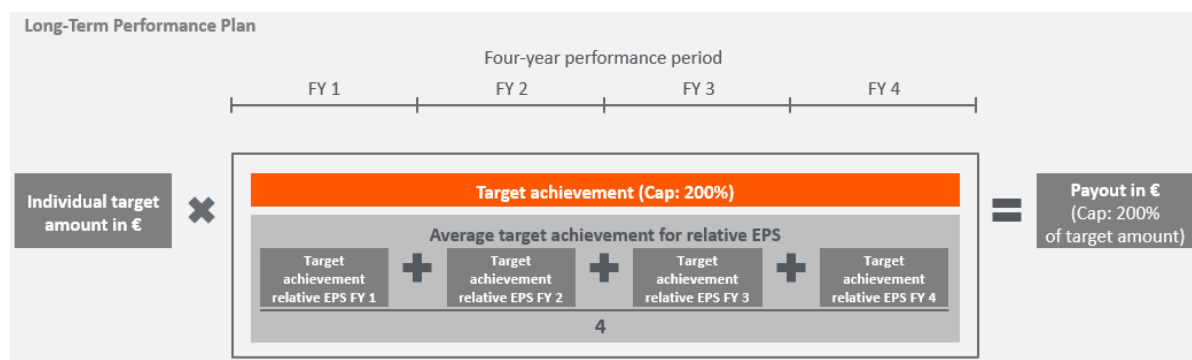 Long-Term Performance Plan
Four-year performance period
FY 1
FY 2
FY 3
FY 4
Individual target
amount in €
Target achievement (Cap: 200%)
Payout in €
(Cap: 200%
of target amount)
Average target achievement for relative EPS
Target
achievement
relative EPS FY 1
Target
achievement
relative EPS FY 2
Target
achievement
relative EPS FY 3
Target
achievement
relative EPS FY 4
4